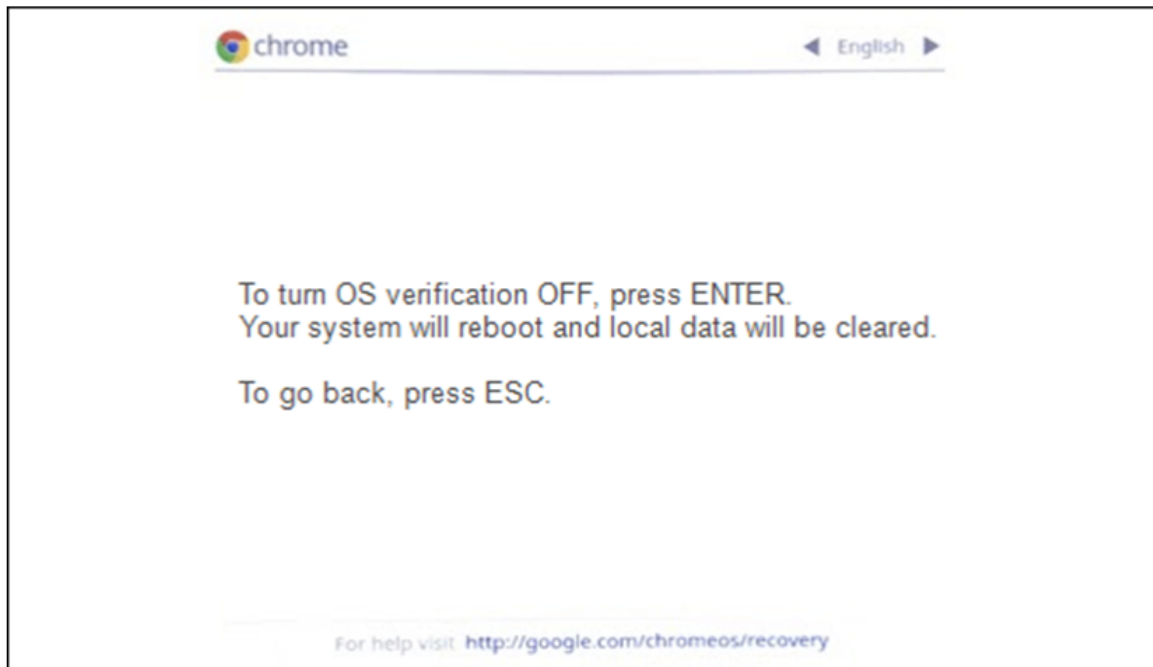 chrome
◀ English ▶
To turn OS verification OFF, press ENTER.
Your system will reboot and local data will be cleared.
To go back, press ESC.
For help visit http://google.com/chromeos/recovery